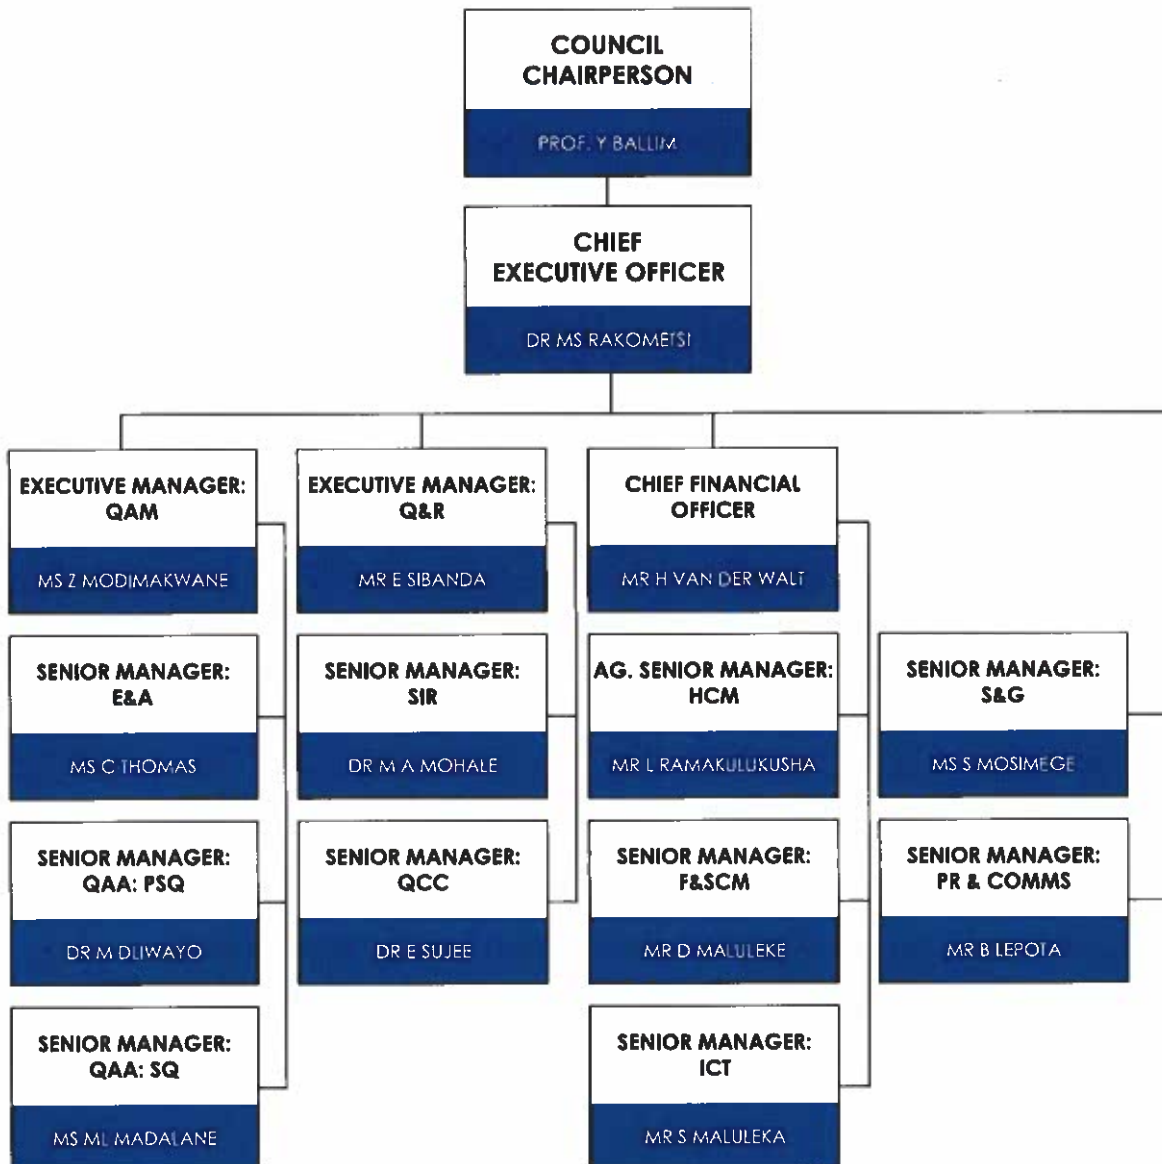 COUNCIL
CHAIRPERSON
PROF. Y BALLIM
CHIEF
EXECUTIVE OFFICER
DR MS RAKOMETSI
EXECUTIVE MANAGER:
QAM
MS Z MODIMAKWANE
EXECUTIVE MANAGER:
Q&R
MR E SIBANDA
CHIEF FINANCIAL
OFFICER
MR H VAN DER WALT
SENIOR MANAGER:
E&A
MS C THOMAS
SENIOR MANAGER:
SIR
DR M A MOHALE
AG. SENIOR MANAGER:
HCM
MR L RAMAKULUKUSHA
SENIOR MANAGER:
S&G
MS S MOSIMEGE
SENIOR MANAGER:
QAA: PSQ
DR M DLIWAYO
SENIOR MANAGER:
QCC
DR E SUJEE
SENIOR MANAGER:
F&SCM
MR D MALULEKE
SENIOR MANAGER:
PR & COMMS
MR B LEPOTA
SENIOR MANAGER:
QAA: SQ
MS ML MADALANE
SENIOR MANAGER:
ICT
MR S MALULEKA